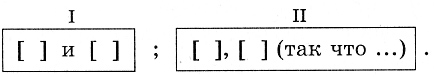 I II
[ ] и [ ] ; [ ], [ ] (так что ...) .